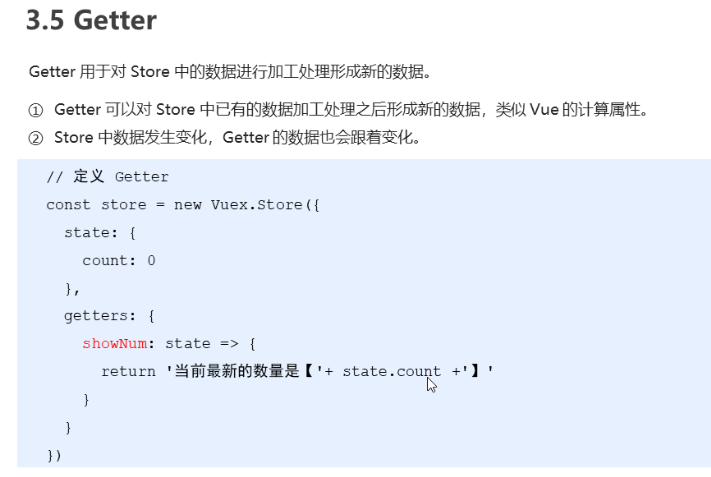 3.5 Getter
Getter 用于对 Store 中的数据进行加工处理形成新的数据。
① Getter 可以对 Store 中已有的数据加工处理之后形成新的数据，类似 Vue 的计算属性。
② Store 中数据发生变化，Getter 的数据也会跟着变化。
// 定义 Getter
const store = new Vuex.Store({
  state: {
    count: 0
  },
  getters: {
    showNum: state => {
      return '当前最新的数量是【'+ state.count +'】'
    }
  }
})